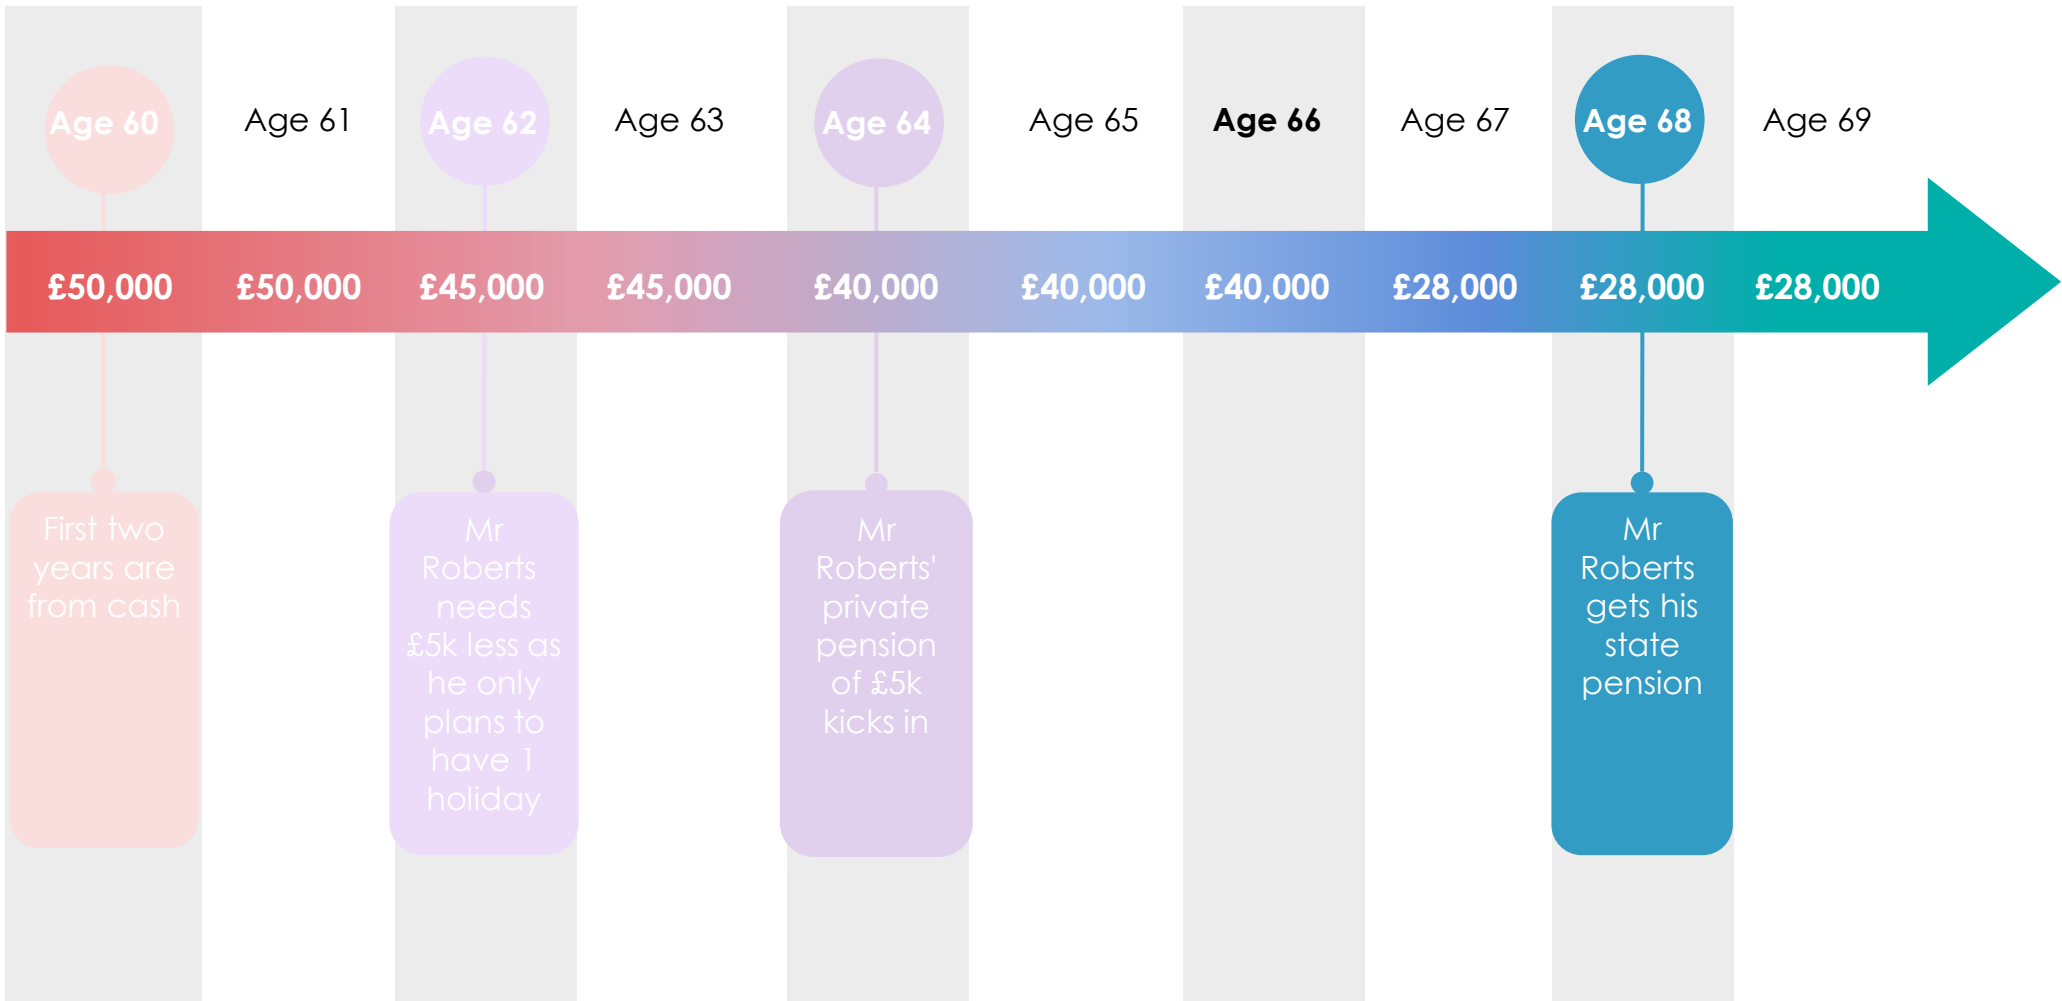 Age 60
Age 61
Age 62
Age 63
Age 64
Age 65
Age 66
Age 67
Age 68
Age 69
£50,000
£50,000
£45,000
£45,000
£40,000
£40,000
£40,000
£28,000
£28,000
£28,000
First two
years are
from cash
Mr
Roberts
needs
£5k less as
he only
plans to
have 1
holiday
Mr
Roberts'
private
pension
of £5k
kicks in
Mr
Roberts
gets his
state
pension